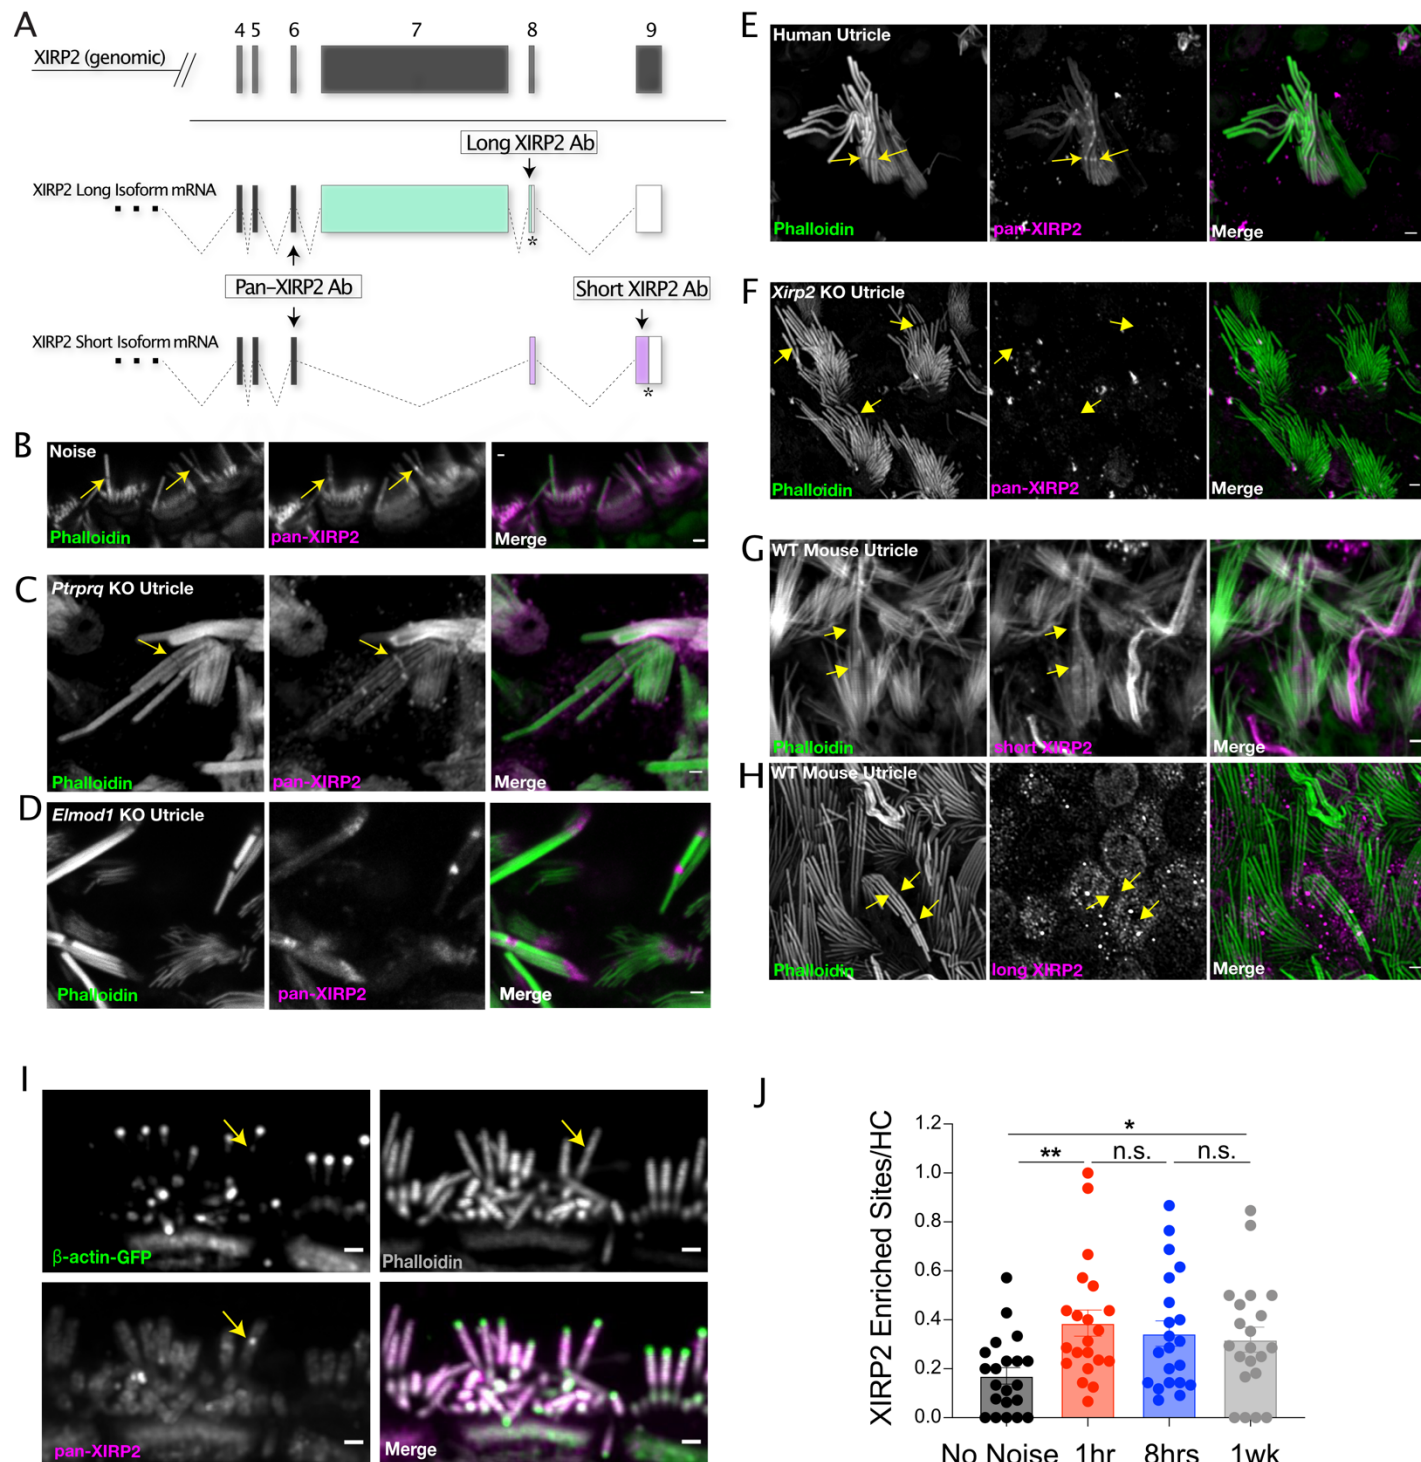 A
4 5 6 7 8 9
XIRP2 (genomic)
Long XIRP2 Ab
XIRP2 Long Isoform mRNA
*
Pan-XIRP2 Ab
Short XIRP2 Ab
XIRP2 Short Isoform mRNA
*
B
Noise
Phalloidin
pan-XIRP2
Merge
C
Ptprq KO Utricle
Phalloidin
pan-XIRP2
Merge
D
Elmod1 KO Utricle
Phalloidin
pan-XIRP2
Merge
E
Human Utricle
Phalloidin
pan-XIRP2
Merge
F
Xirp2 KO Utricle
Phalloidin
pan-XIRP2
Merge
G
WT Mouse Utricle
Phalloidin
short XIRP2
Merge
H
WT Mouse Utricle
Phalloidin
long XIRP2
Merge
I
β-actin-GFP
Phalloidin
pan-XIRP2
Merge
J
XIRP2 Enriched Sites/HC
1.2
1.0
0.8
0.6
0.4
0.2
0.0
*
** n.s. n.s.
No Noise 1hr 8hrs 1wk